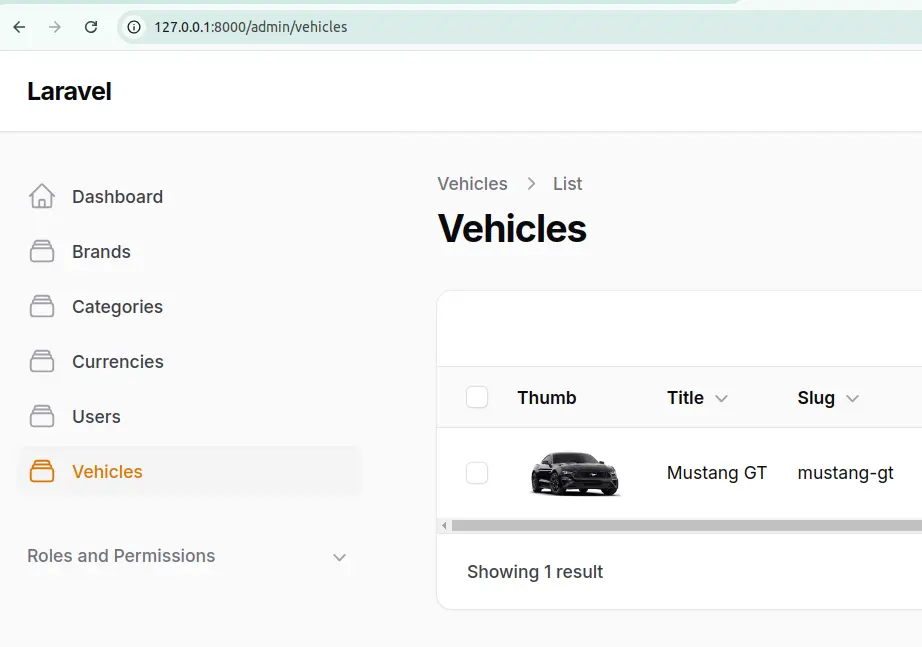 127.0.0.1:8000/admin/vehicles
Laravel
Dashboard
Brands
Categories
Currencies
Users
Vehicles
Roles and Permissions
Vehicles > List
Vehicles
Thumb Title Slug
Mustang GT mustang-gt
Showing 1 result